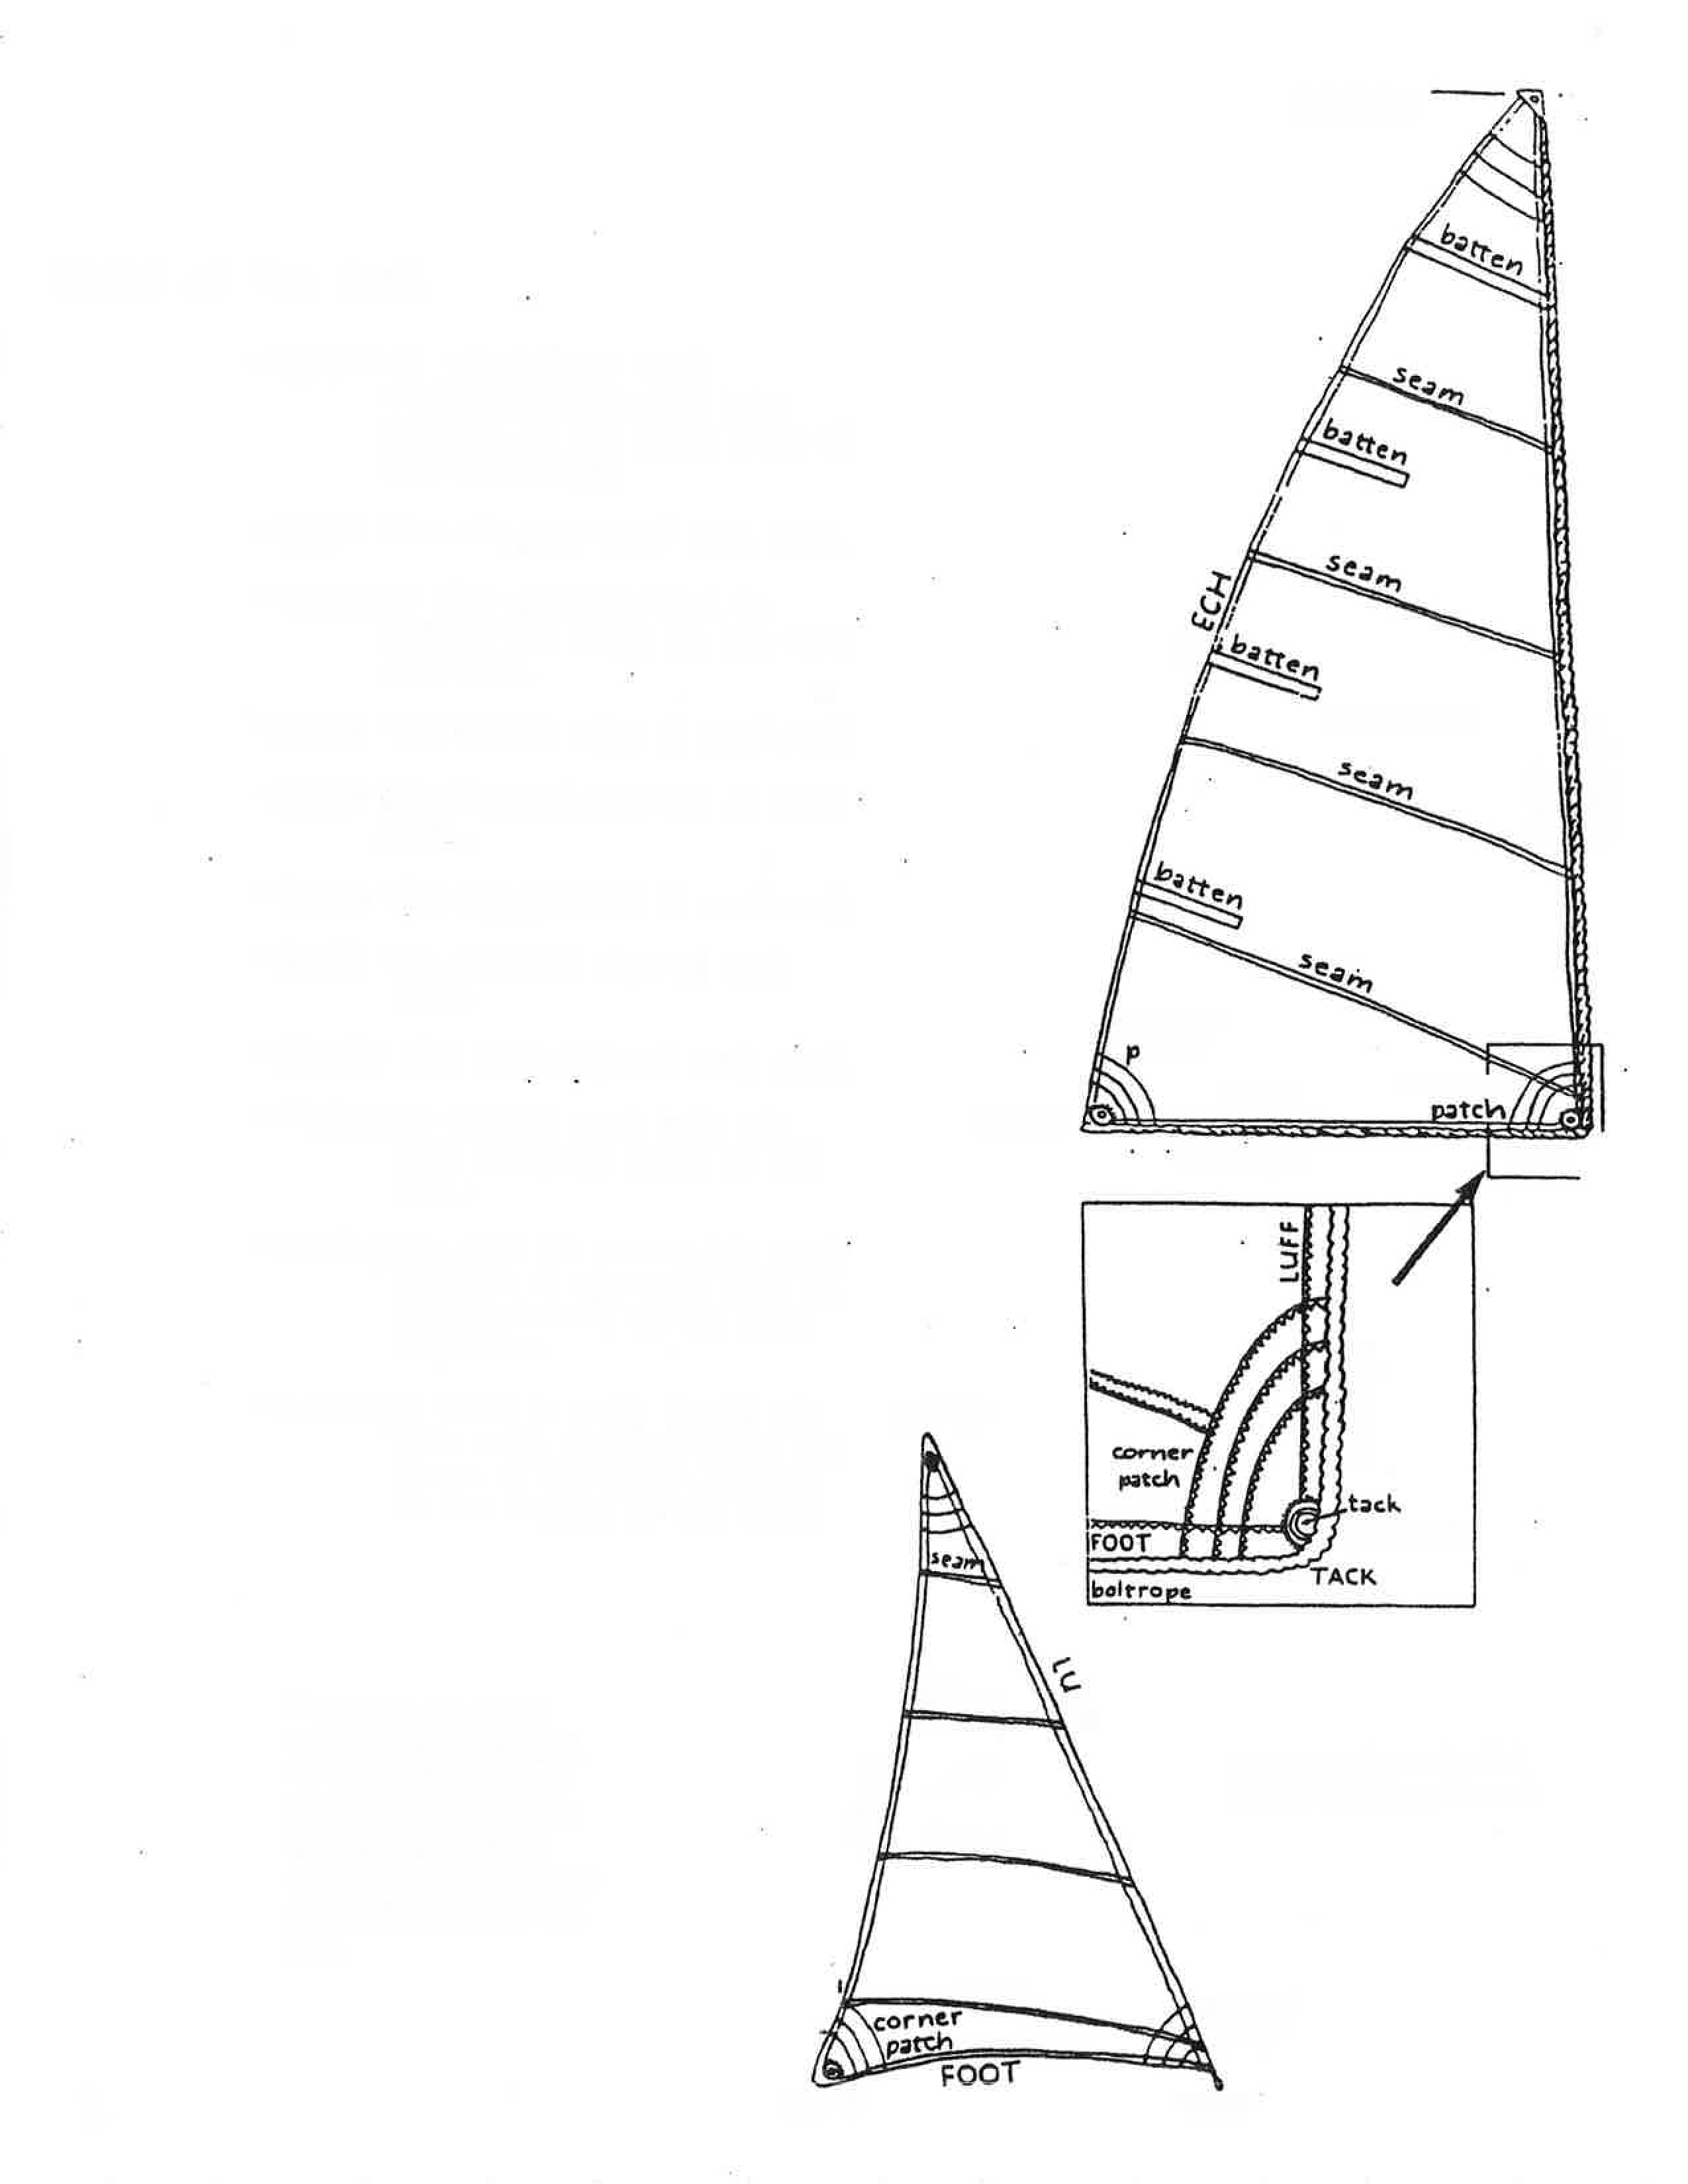 batten
seam
batten
seam
ECH
batten
seam
batten
seam
P
patch
LUFF
corner
patch
tack
FOOT
TACK
boltrope
seam
LU
corner
patch
FOOT